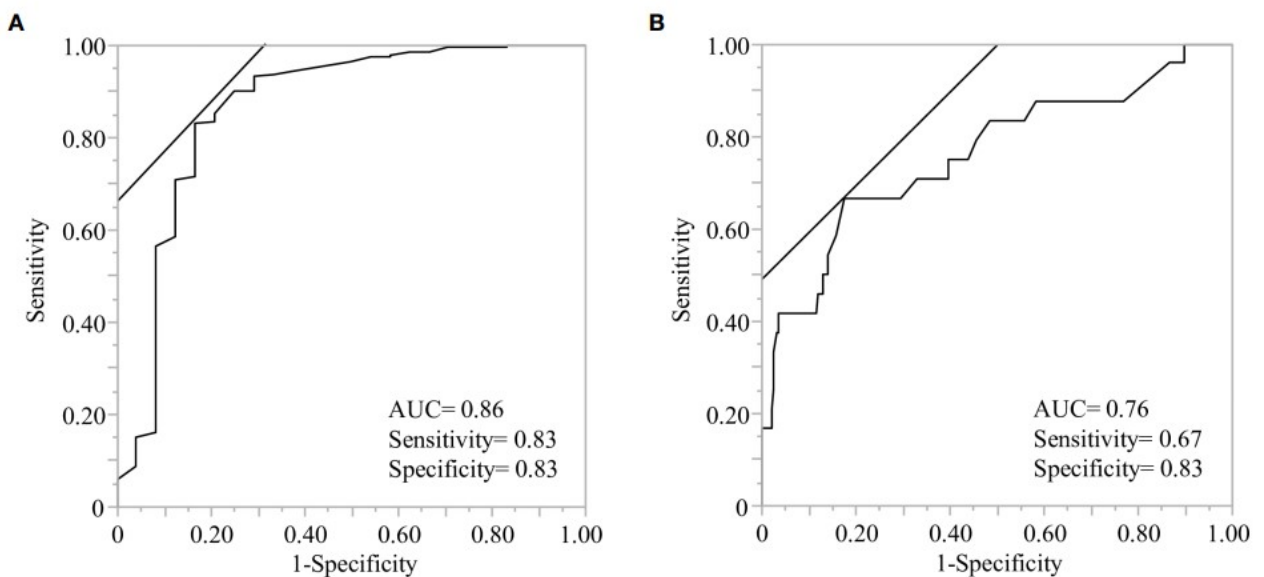 A
1.00
0.80
0.60
0.40
0.20
0
Sensitivity
AUC= 0.86
Sensitivity= 0.83
Specificity= 0.83
0 0.20 0.40 0.60 0.80 1.00
1-Specificity
B
1.00
0.80
0.60
0.40
0.20
0
Sensitivity
AUC= 0.76
Sensitivity= 0.67
Specificity= 0.83
0 0.20 0.40 0.60 0.80 1.00
1-Specificity